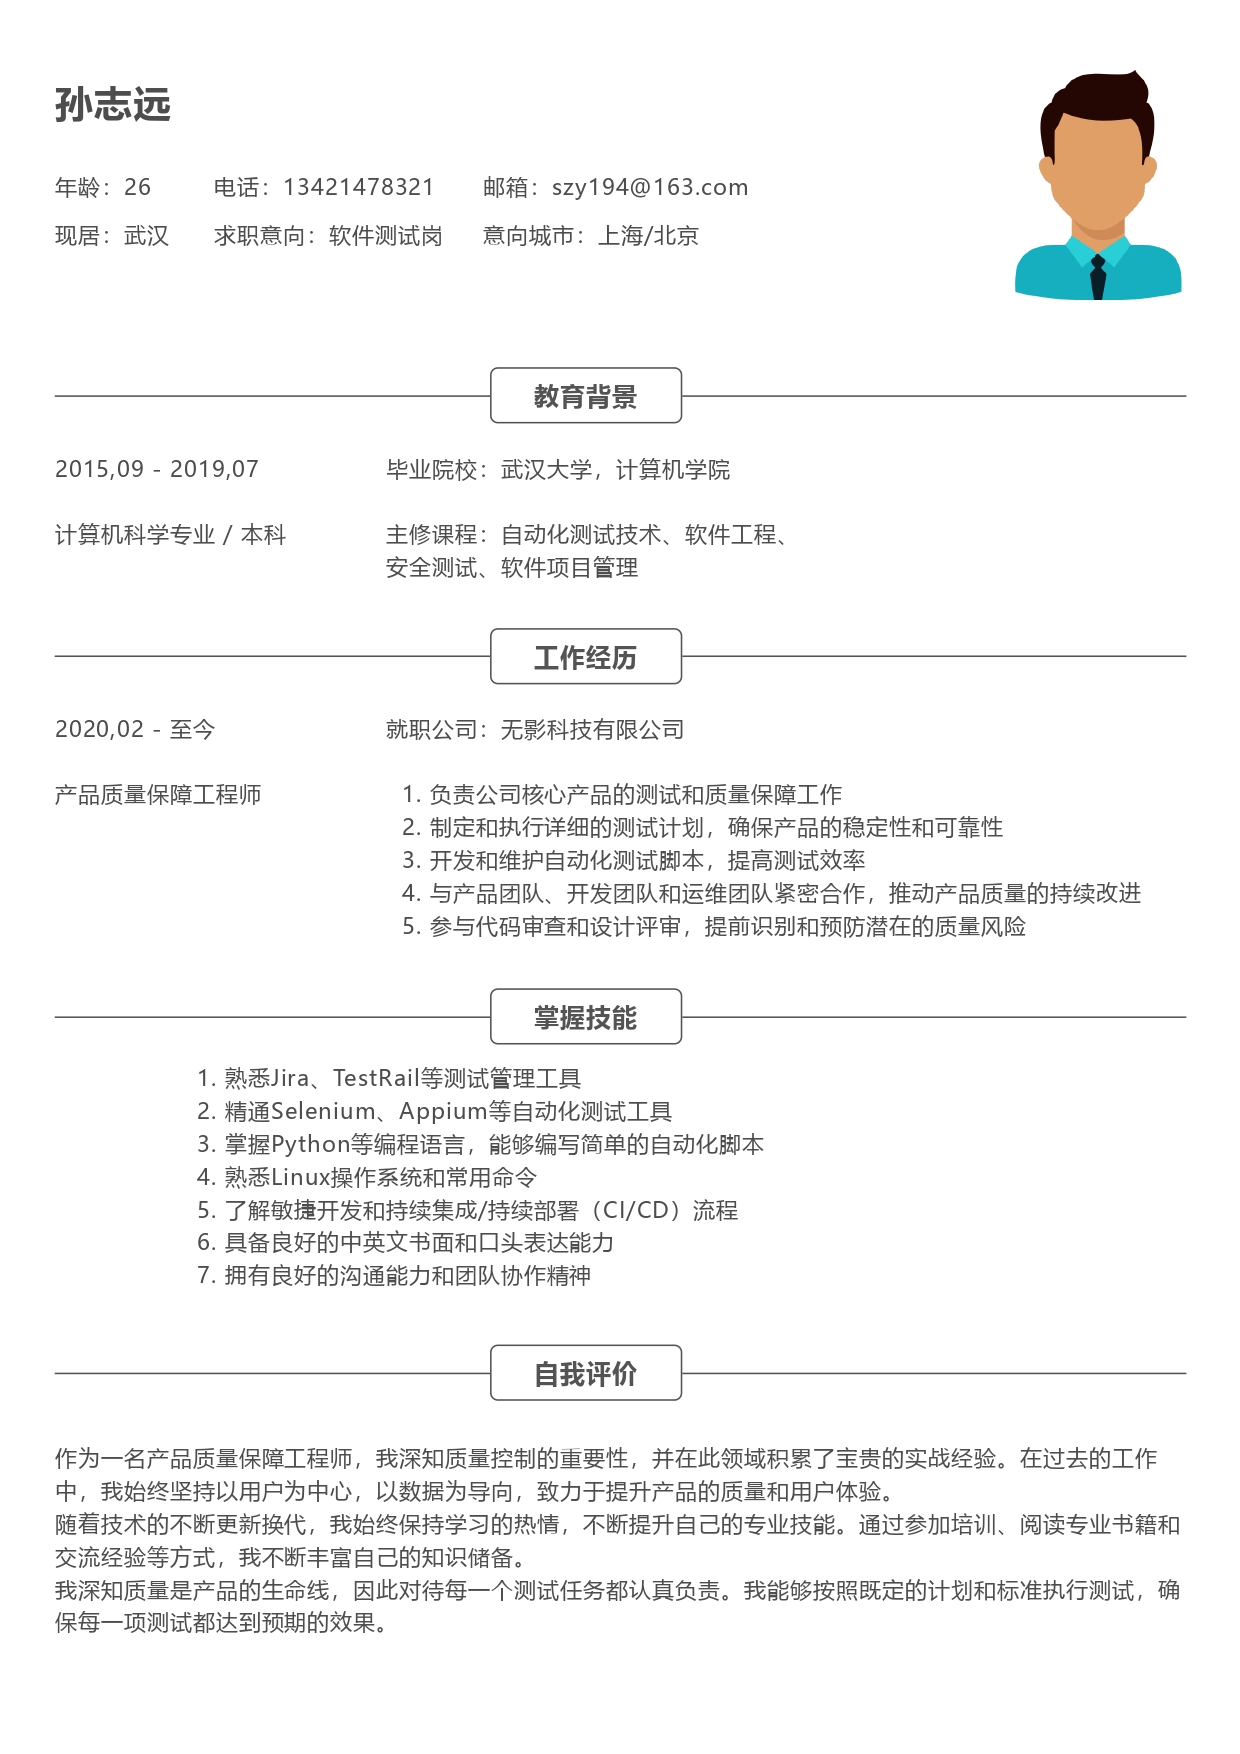 孙志远
年龄：26 电话：13421478321 邮箱：szy194@163.com
现居：武汉 求职意向：软件测试岗 意向城市：上海/北京
教育背景
2015,09 - 2019,07 毕业院校：武汉大学，计算机学院
计算机科学专业 / 本科 主修课程：自动化测试技术、软件工程、
安全测试、软件项目管理
工作经历
2020,02 - 至今 就职公司：无影科技有限公司
产品质量保障工程师 1. 负责公司核心产品的测试和质量保障工作
2. 制定和执行详细的测试计划，确保产品的稳定性和可靠性
3. 开发和维护自动化测试脚本，提高测试效率
4. 与产品团队、开发团队和运维团队紧密合作，推动产品质量的持续改进
5. 参与代码审查和设计评审，提前识别和预防潜在的质量风险
掌握技能
1. 熟悉Jira、TestRail等测试管理工具
2. 精通Selenium、Appium等自动化测试工具
3. 掌握Python等编程语言，能够编写简单的自动化脚本
4. 熟悉Linux操作系统和常用命令
5. 了解敏捷开发和持续集成/持续部署（CI/CD）流程
6. 具备良好的中英文书面和口头表达能力
7. 拥有良好的沟通能力和团队协作精神
自我评价
作为一名产品质量保障工程师，我深知质量控制的重要性，并在此领域积累了宝贵的实战经验。在过去的工作
中，我始终坚持以用户为中心，以数据为导向，致力于提升产品的质量和用户体验。
随着技术的不断更新换代，我始终保持学习的热情，不断提升自己的专业技能。通过参加培训、阅读专业书籍和
交流经验等方式，我不断丰富自己的知识储备。
我深知质量是产品的生命线，因此对待每一个测试任务都认真负责。我能够按照既定的计划和标准执行测试，确
保每一项测试都达到预期的效果。